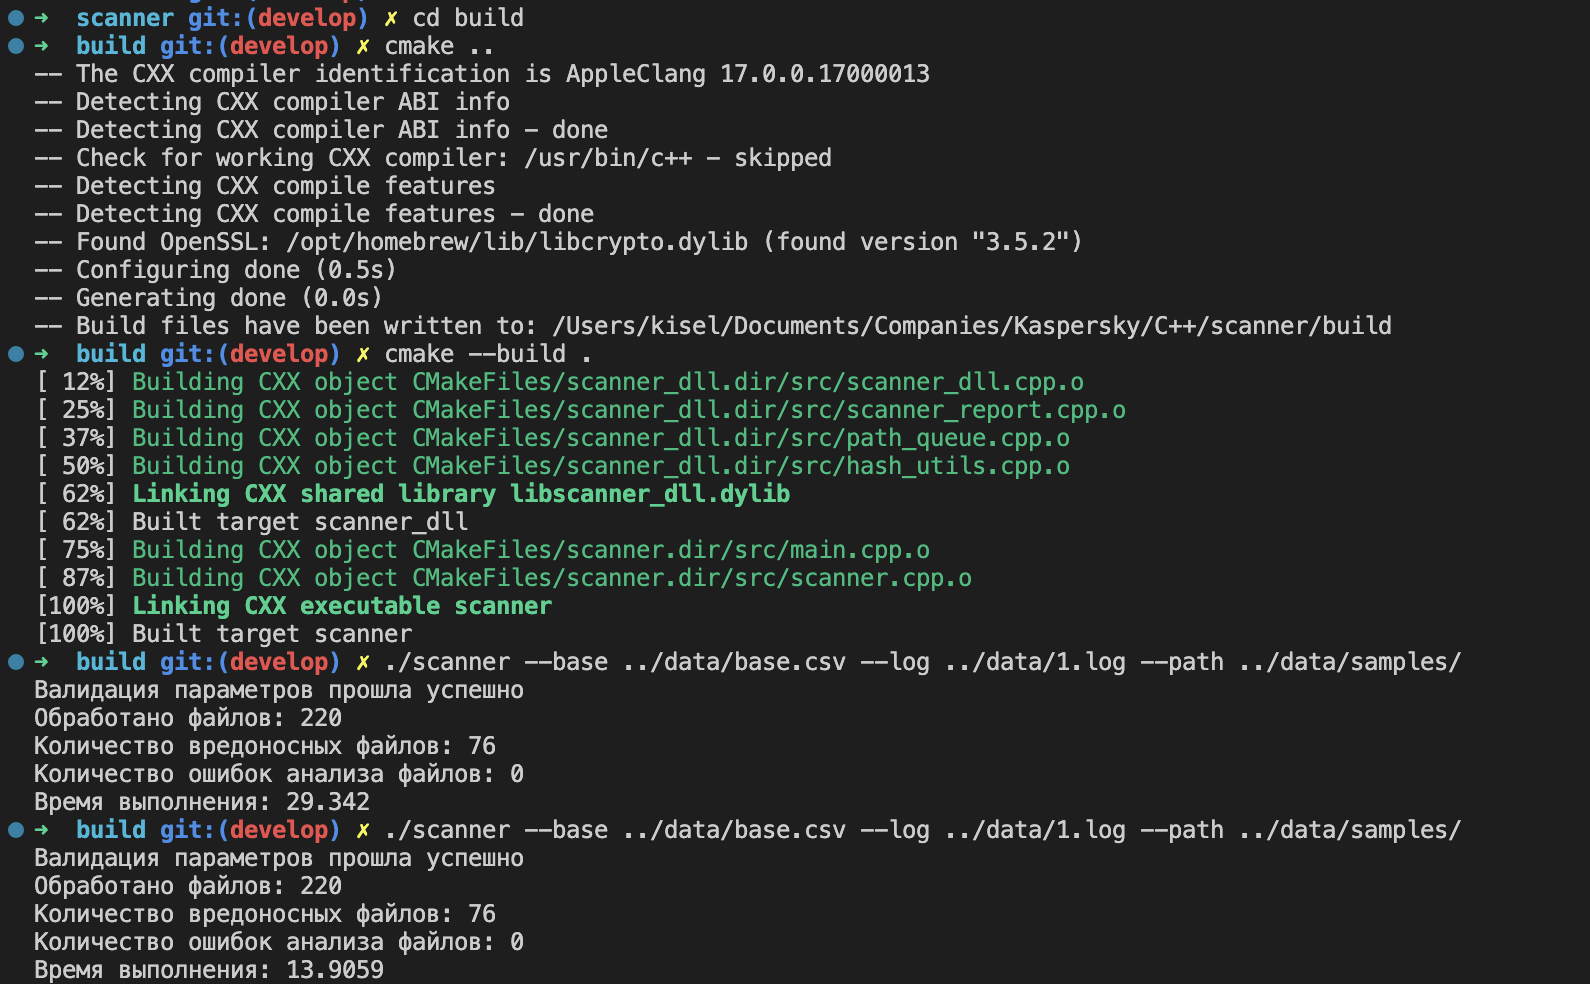 ➜ scanner git:(develop) ✗ cd build
➜ build git:(develop) ✗ cmake ..
-- The CXX compiler identification is AppleClang 17.0.0.17000013
-- Detecting CXX compiler ABI info
-- Detecting CXX compiler ABI info - done
-- Check for working CXX compiler: /usr/bin/c++ - skipped
-- Detecting CXX compile features
-- Detecting CXX compile features - done
-- Found OpenSSL: /opt/homebrew/lib/libcrypto.dylib (found version "3.5.2")
-- Configuring done (0.5s)
-- Generating done (0.0s)
-- Build files have been written to: /Users/kisel/Documents/Companies/Kaspersky/C++/scanner/build
➜ build git:(develop) ✗ cmake --build .
[ 12%] Building CXX object CMakeFiles/scanner_dll.dir/src/scanner_dll.cpp.o
[ 25%] Building CXX object CMakeFiles/scanner_dll.dir/src/scanner_report.cpp.o
[ 37%] Building CXX object CMakeFiles/scanner_dll.dir/src/path_queue.cpp.o
[ 50%] Building CXX object CMakeFiles/scanner_dll.dir/src/hash_utils.cpp.o
[ 62%] Linking CXX shared library libscanner_dll.dylib
[ 62%] Built target scanner_dll
[ 75%] Building CXX object CMakeFiles/scanner.dir/src/main.cpp.o
[ 87%] Building CXX object CMakeFiles/scanner.dir/src/scanner.cpp.o
[100%] Linking CXX executable scanner
[100%] Built target scanner
➜ build git:(develop) ✗ ./scanner --base ../data/base.csv --log ../data/1.log --path ../data/samples/
Валидация параметров прошла успешно
Обработано файлов: 220
Количество вредоносных файлов: 76
Количество ошибок анализа файлов: 0
Время выполнения: 29.342
➜ build git:(develop) ✗ ./scanner --base ../data/base.csv --log ../data/1.log --path ../data/samples/
Валидация параметров прошла успешно
Обработано файлов: 220
Количество вредоносных файлов: 76
Количество ошибок анализа файлов: 0
Время выполнения: 13.9059